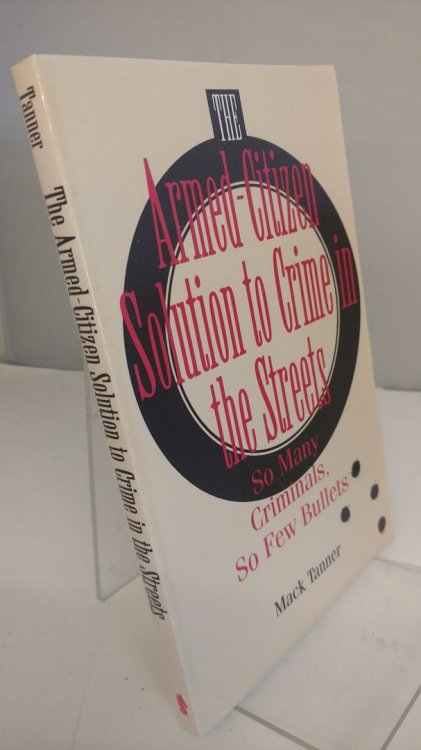 Tanner
The Armed-Citizen Solution to Crime in the Streets
THE
Armed-Citizen
Solution to Crime in
the Streets
So Many
Criminals,
So Few Bullets
Mack Tanner